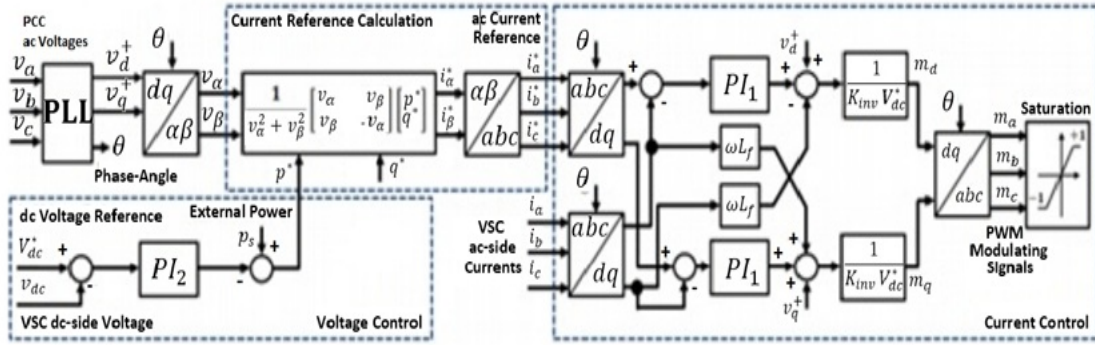 PCC
ac Voltages
v_a
v_b
v_c
PLL
v_d^+
v_q^+
θ
Phase-Angle
θ
dq
αβ
v_α
v_β
Current Reference Calculation
1
v_α^2 + v_β^2
v_α v_β
v_β -v_α
p^*
q^*
p^*
q^*
i_α^*
i_β^*
αβ
abc
ac Current
Reference
i_a^*
i_b^*
i_c^*
θ
abc
dq
θ
abc
dq
VSC
ac-side
Currents
i_a
i_b
i_c
+
-
PI_1
v_d^+
+
+
-
ωL_f
ωL_f
+
-
PI_1
+
+
+
v_q^+
1
K_inv V_dc^*
m_d
1
K_inv V_dc^*
m_q
θ
dq
abc
m_a
m_b
m_c
Saturation
+1
-1
PWM
Modulating
Signals
Current Control
dc Voltage Reference
V_dc^*
+
-
v_dc
VSC dc-side Voltage
PI_2
External Power
p_s
+
-
Voltage Control